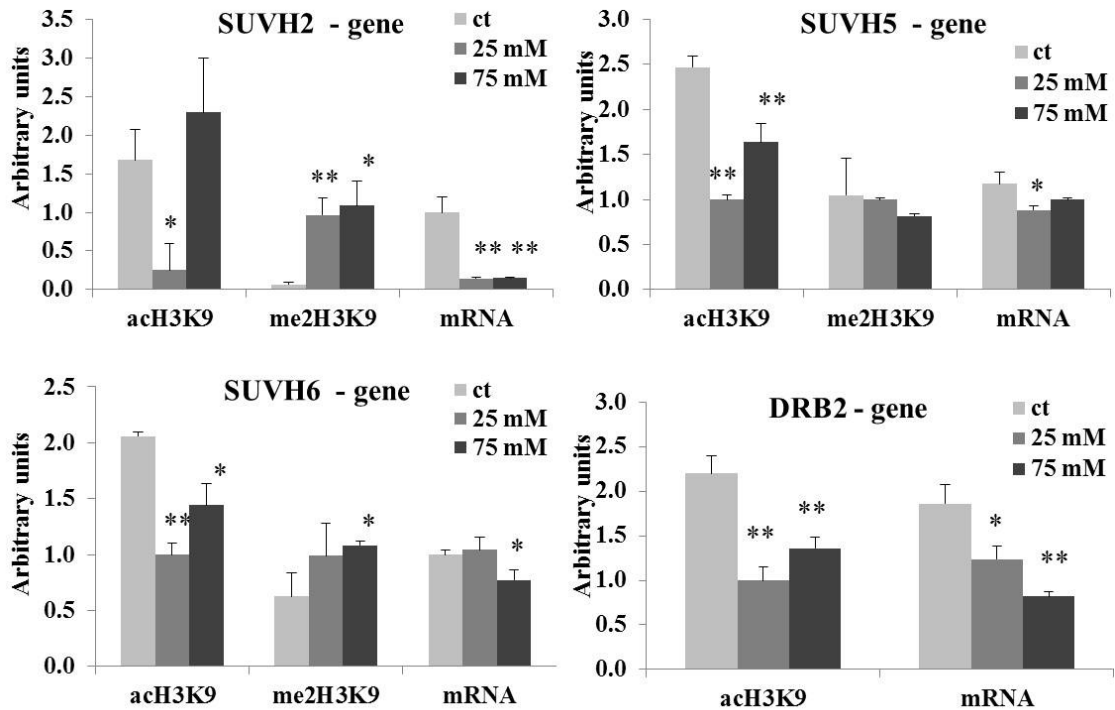 SUVH2 - gene
ct
25 mM
75 mM
Arbitrary units
3.5
3.0
2.5
2.0
1.5
1.0
0.5
0.0
*
**
*
** **
acH3K9 me2H3K9 mRNA
SUVH5 - gene
ct
25 mM
75 mM
Arbitrary units
3.0
2.5
2.0
1.5
1.0
0.5
0.0
**
**
*
acH3K9 me2H3K9 mRNA
SUVH6 - gene
ct
25 mM
75 mM
Arbitrary units
2.5
2.0
1.5
1.0
0.5
0.0
**
*
*
*
acH3K9 me2H3K9 mRNA
DRB2 - gene
ct
25 mM
75 mM
Arbitrary units
3.0
2.5
2.0
1.5
1.0
0.5
0.0
**
**
*
**
acH3K9 mRNA